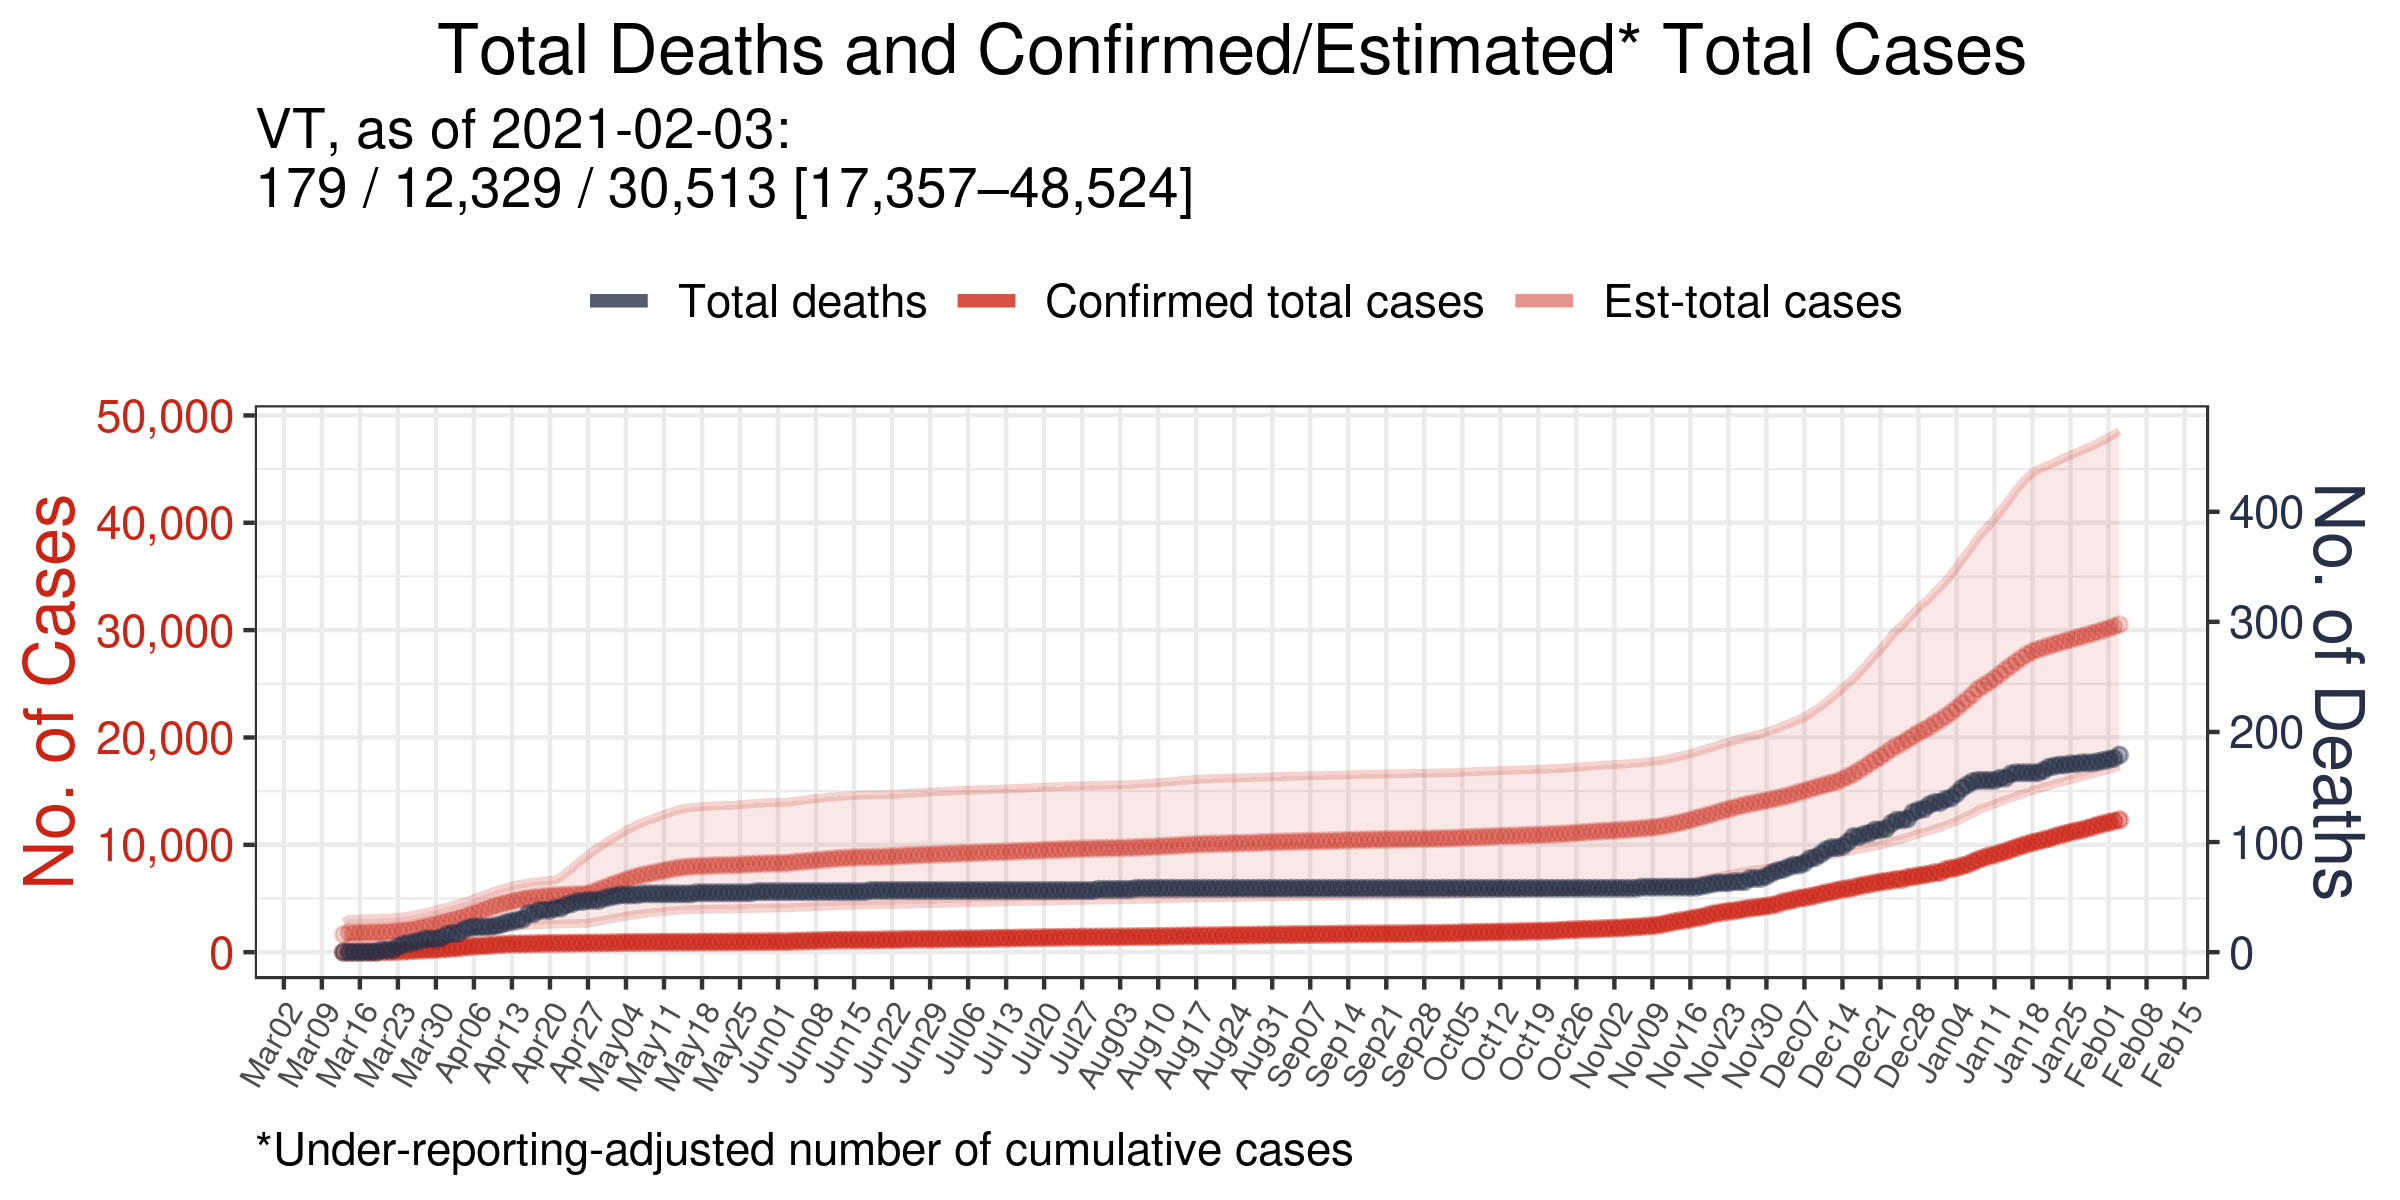 Total Deaths and Confirmed/Estimated* Total Cases
VT, as of 2021-02-03:
179 / 12,329 / 30,513 [17,357–48,524]
Total deaths
Confirmed total cases
Est-total cases
No. of Cases
50,000
40,000
30,000
20,000
10,000
0
400
300
200
100
0
No. of Deaths
Mar02
Mar09
Mar16
Mar23
Mar30
Apr06
Apr13
Apr20
Apr27
May04
May11
May18
May25
Jun01
Jun08
Jun15
Jun22
Jun29
Jul06
Jul13
Jul20
Jul27
Aug03
Aug10
Aug17
Aug24
Aug31
Sep07
Sep14
Sep21
Sep28
Oct05
Oct12
Oct19
Oct26
Nov02
Nov09
Nov16
Nov23
Nov30
Dec07
Dec14
Dec21
Dec28
Jan04
Jan11
Jan18
Jan25
Feb01
Feb08
Feb15
*Under-reporting-adjusted number of cumulative cases